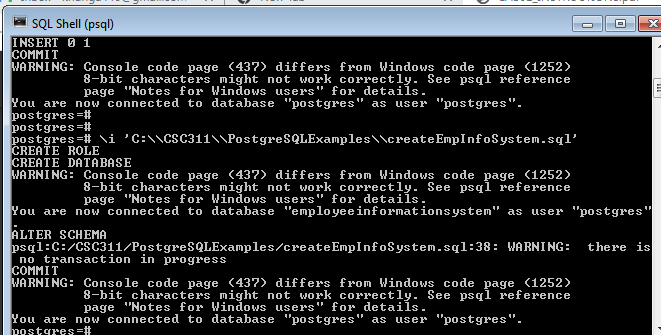 SQL Shell (psql)
INSERT 0 1
COMMIT
WARNING: Console code page (437) differs from Windows code page (1252)
8-bit characters might not work correctly. See psql reference
page "Notes for Windows users" for details.
You are now connected to database "postgres" as user "postgres".
postgres=#
postgres=#
postgres=# \i 'C:\\CSC311\\PostgreSQLExamples\\createEmpInfoSystem.sql'
CREATE ROLE
CREATE DATABASE
WARNING: Console code page (437) differs from Windows code page (1252)
8-bit characters might not work correctly. See psql reference
page "Notes for Windows users" for details.
You are now connected to database "employeeinformationsystem" as user "postgres"
.
ALTER SCHEMA
psql:C:/CSC311/PostgreSQLExamples/createEmpInfoSystem.sql:38: WARNING:  there is
no transaction in progress
COMMIT
WARNING: Console code page (437) differs from Windows code page (1252)
8-bit characters might not work correctly. See psql reference
page "Notes for Windows users" for details.
You are now connected to database "postgres" as user "postgres".
postgres=#